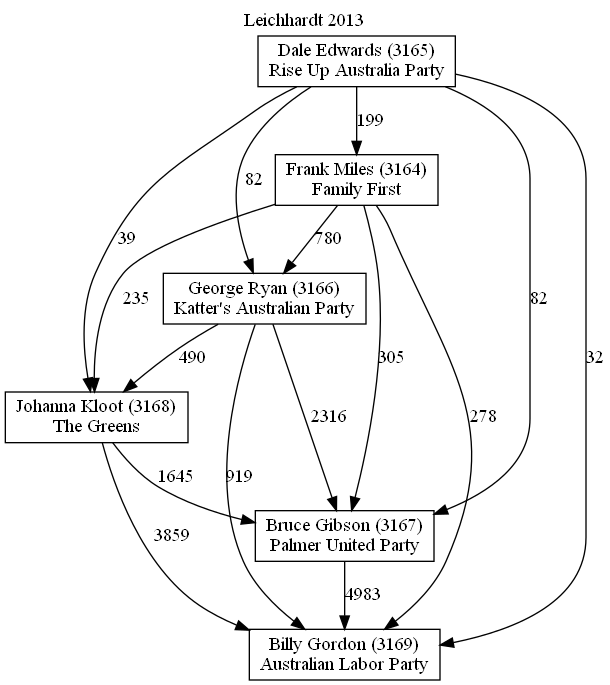 Leichhardt 2013
Dale Edwards (3165)
Rise Up Australia Party
199
Frank Miles (3164)
Family First
82
39
780
235
George Ryan (3166)
Katter's Australian Party
82
32
305
490
Johanna Kloot (3168)
The Greens
2316
278
1645
919
Bruce Gibson (3167)
Palmer United Party
3859
4983
Billy Gordon (3169)
Australian Labor Party